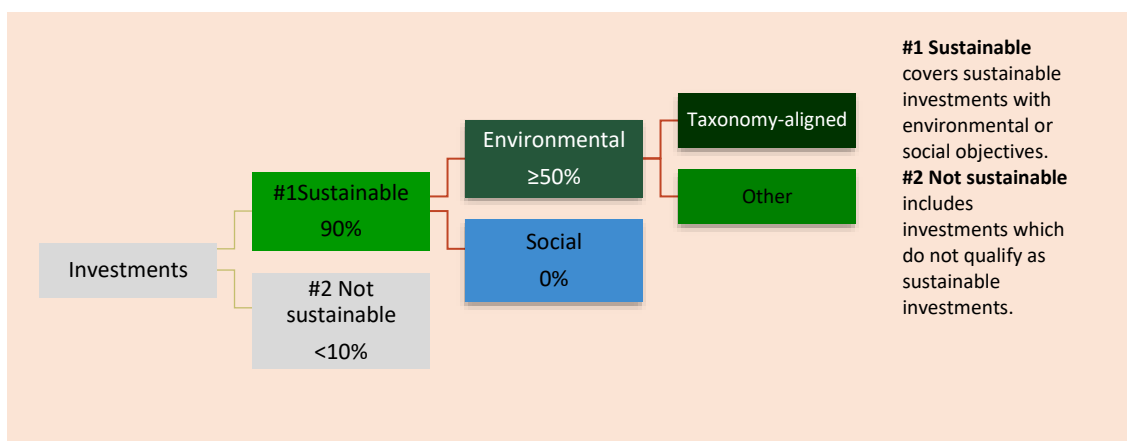 Investments
#1Sustainable
90%
#2 Not
sustainable
<10%
Environmental
≥50%
Social
0%
Taxonomy-aligned
Other
#1 Sustainable
covers sustainable
investments with
environmental or
social objectives.
#2 Not sustainable
includes
investments which
do not qualify as
sustainable
investments.